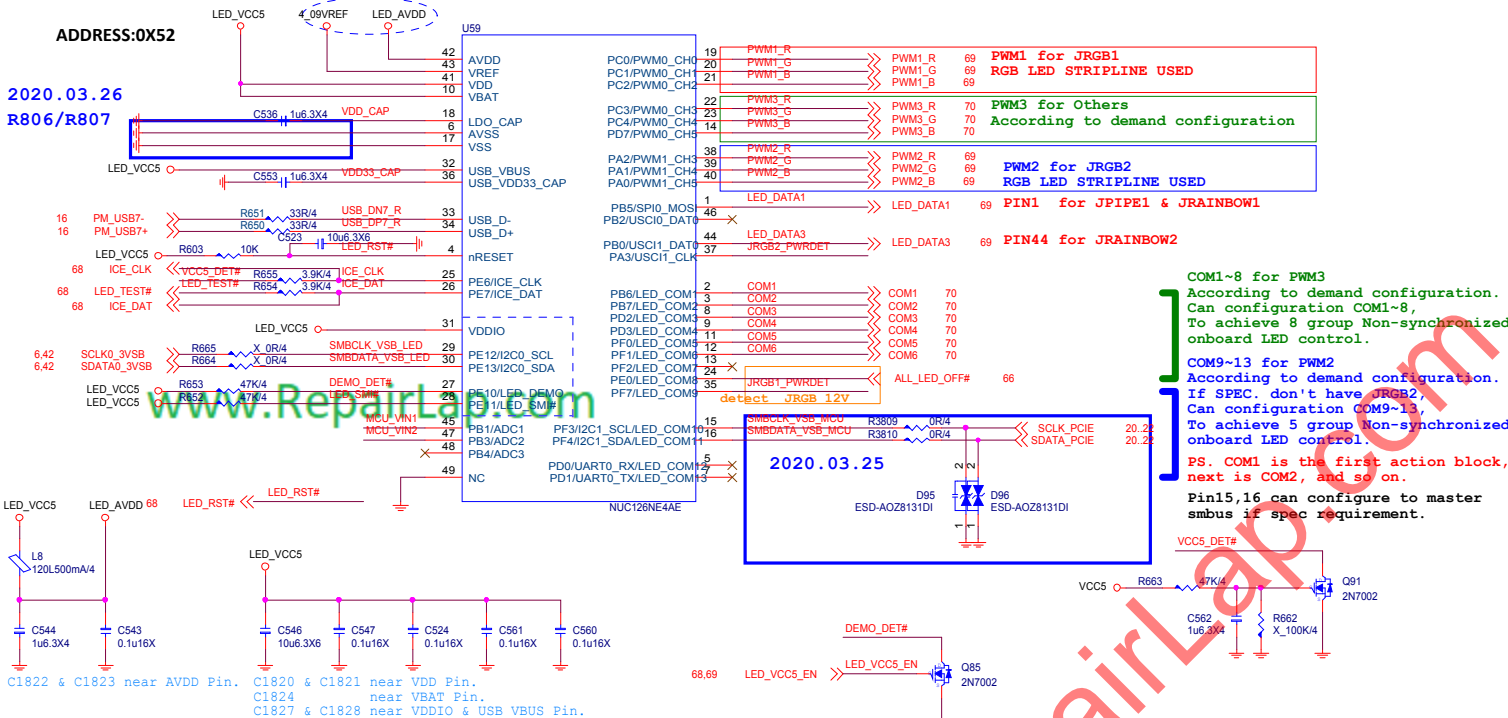 LED_VCC5 4_09VREF LED_AVDD
ADDRESS:0X52
2020.03.26
R806/R807
U59
42 AVDD
43 VREF
41 VDD
10 VBAT
C536 1u6.3X4 VDD_CAP 18 LDO_CAP
6 AVSS
17 VSS
LED_VCC5 32 USB_VBUS
C553 1u6.3X4 VDD33_CAP 36 USB_VDD33_CAP
16 PM_USB7- R651 33R/4 USB_DN7_R 33 USB_D-
16 PM_USB7+ R650 33R/4 USB_DP7_R 34 USB_D+
C523 10u6.3X6
LED_VCC5 R603 10K LED_RST# 4 nRESET
68 ICE_CLK VCC5_DET# R655 3.9K/4 ICE_CLK 25 PE6/ICE_CLK
68 LED_TEST# LED_TEST# R654 3.9K/4 ICE_DAT 26 PE7/ICE_DAT
68 ICE_DAT
LED_VCC5 31 VDDIO
6,42 SCLK0_3VSB R665 X_0R/4 SMBCLK_VSB_LED 29 PE12/I2C0_SCL
6,42 SDATA0_3VSB R664 X_0R/4 SMBDATA_VSB_LED 30 PE13/I2C0_SDA
LED_VCC5 R653 47K/4 DEMO_DET# 27 PE10/LED_DEMO
LED_VCC5 R652 47K/4 LED_SMI# 28 PE11/LED_SMI#
www.RepairLap.com
MCU_VIN1 45 PB1/ADC1
MCU_VIN2 47 PB3/ADC2
48 PB4/ADC3
49 NC
NUC126NE4AE
PC0/PWM0_CH0 19 PWM1_R PWM1_R 69
PC1/PWM0_CH1 20 PWM1_G PWM1_G 69
PC2/PWM0_CH2 21 PWM1_B PWM1_B 69
PWM1 for JRGB1
RGB LED STRIPLINE USED
PC3/PWM0_CH3 22 PWM3_R PWM3_R 70
PC4/PWM0_CH4 23 PWM3_G PWM3_G 70
PD7/PWM0_CH5 14 PWM3_B PWM3_B 70
PWM3 for Others
According to demand configuration
PA2/PWM1_CH3 38 PWM2_R PWM2_R 69
PA1/PWM1_CH4 39 PWM2_G PWM2_G 69
PA0/PWM1_CH5 40 PWM2_B PWM2_B 69
PWM2 for JRGB2
RGB LED STRIPLINE USED
PB5/SPI0_MOSI 1 LED_DATA1 LED_DATA1 69 PIN1 for JPIPE1 & JRAINBOW1
PB2/USCI0_DAT0 46
PB0/USCI1_DAT0 44 LED_DATA3 LED_DATA3 69 PIN44 for JRAINBOW2
PA3/USCI1_CLK 37 JRGB2_PWRDET
PB6/LED_COM1 2 COM1 COM1 70
PB7/LED_COM2 3 COM2 COM2 70
PD2/LED_COM3 8 COM3 COM3 70
PD3/LED_COM4 9 COM4 COM4 70
PF0/LED_COM5 11 COM5 COM5 70
PF1/LED_COM6 12 COM6 COM6 70
PF2/LED_COM7 13
PE0/LED_COM8 24 ALL_LED_OFF# 66
PF7/LED_COM9 35 JRGB1_PWRDET
detect JRGB 12V
PF3/I2C1_SCL/LED_COM10 15 SMBCLK_VSB_MCU R3809 0R/4 SCLK_PCIE 20..22
PF4/I2C1_SDA/LED_COM11 16 SMBDATA_VSB_MCU R3810 0R/4 SDATA_PCIE 20..22
PD0/UART0_RX/LED_COM12 5
PD1/UART0_TX/LED_COM13 7
2020.03.25
2 2
D95 D96
ESD-AOZ8131DI ESD-AOZ8131DI
1 1
COM1~8 for PWM3
According to demand configuration.
Can configuration COM1~8,
To achieve 8 group Non-synchronized
onboard LED control.
COM9~13 for PWM2
According to demand configuration.
If SPEC. don't have JRGB2,
Can configuration COM9~13,
To achieve 5 group Non-synchronized
onboard LED control.
PS. COM1 is the first action block,
next is COM2, and so on.
Pin15,16 can configure to master
smbus if spec requirement.
LED_VCC5 LED_AVDD 68 LED_RST# LED_RST#
L8
120L500mA/4
C544 1u6.3X4
C543 0.1u16X
C1822 & C1823 near AVDD Pin.
LED_VCC5
C546 10u6.3X6
C547 0.1u16X
C524 0.1u16X
C561 0.1u16X
C560 0.1u16X
C1820 & C1821 near VDD Pin.
C1824 near VBAT Pin.
C1827 & C1828 near VDDIO & USB VBUS Pin.
DEMO_DET#
68,69 LED_VCC5_EN LED_VCC5_EN Q85
2N7002
VCC5_DET#
VCC5 R663 47K/4 Q91
2N7002
C562 1u6.3X4
R662 X_100K/4
pairLap.com